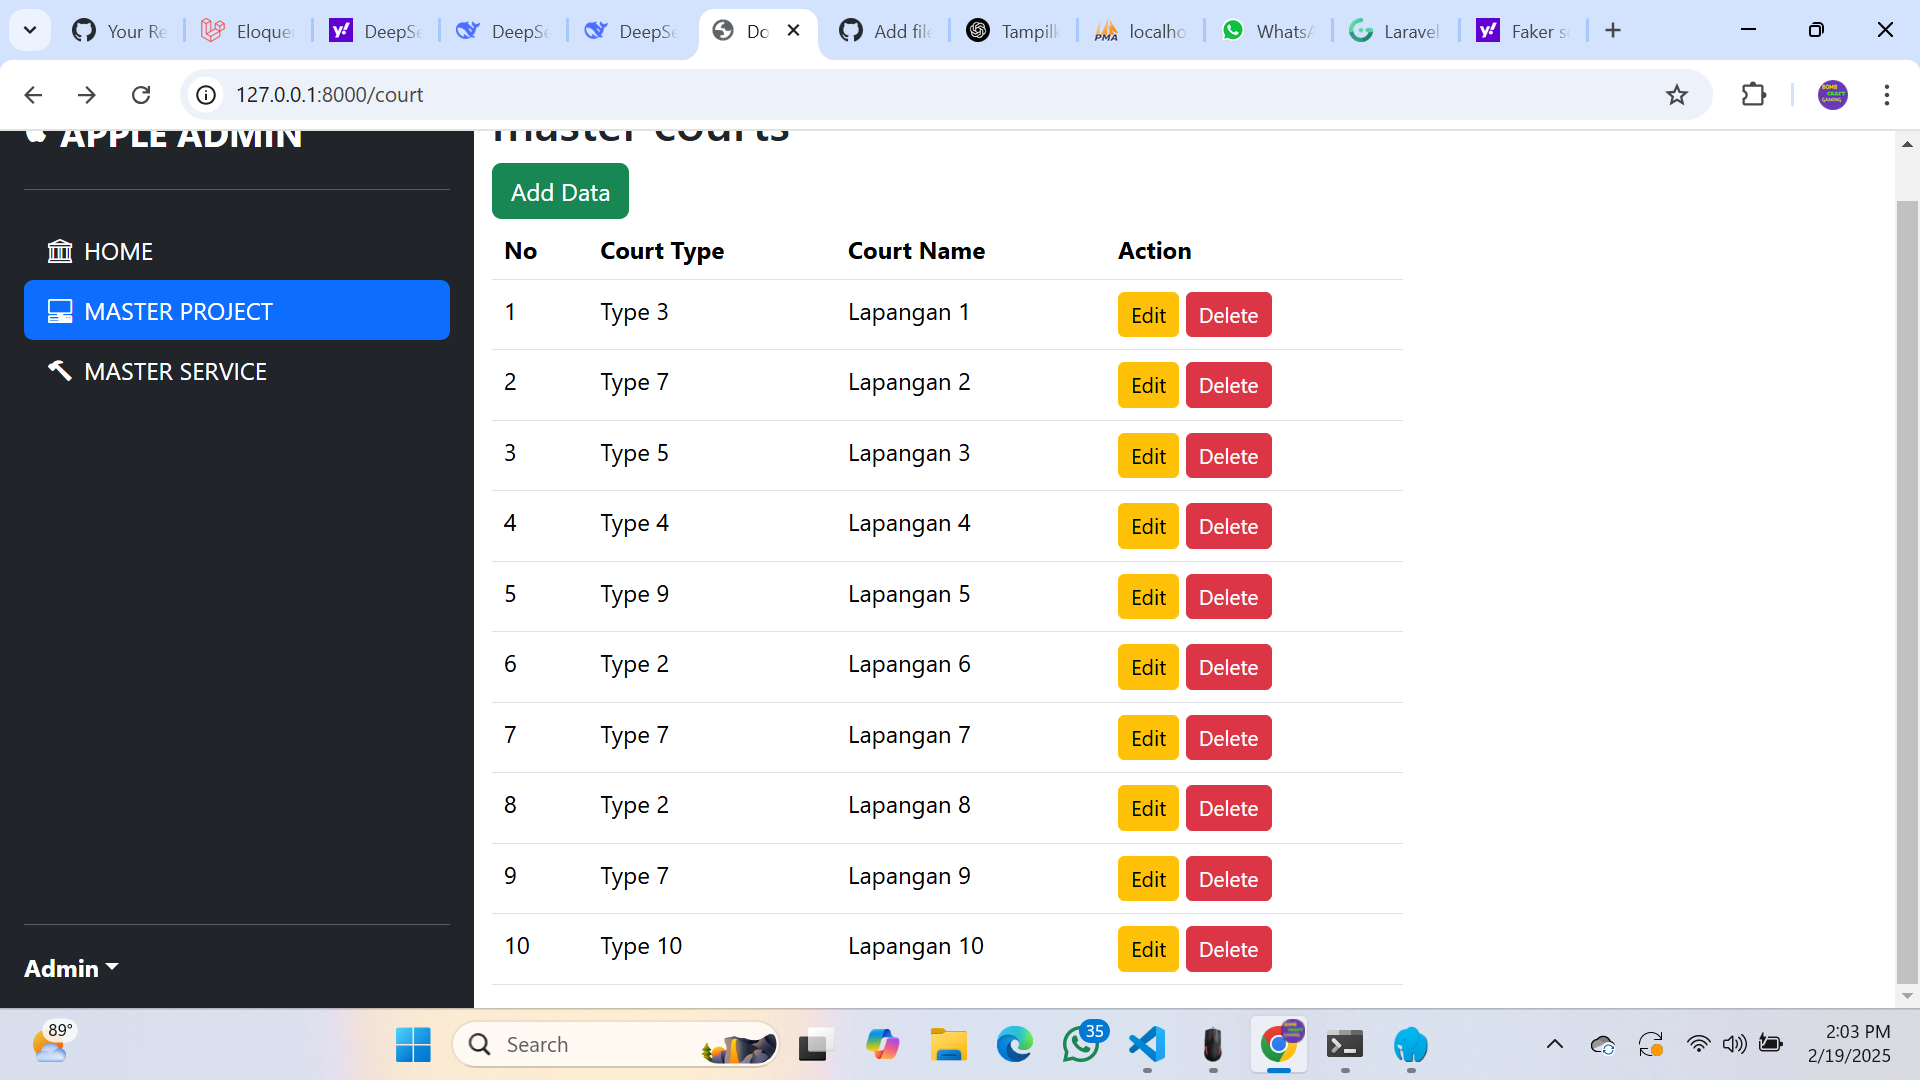 Your Re
Eloque
DeepSe
DeepSe
DeepSe
Do
Add file
Tampilk
localho
WhatsA
Laravel
Faker s
127.0.0.1:8000/court
APPLE ADMIN
HOME
MASTER PROJECT
MASTER SERVICE
Admin
master courts
Add Data
No Court Type Court Name Action
1 Type 3 Lapangan 1 Edit Delete
2 Type 7 Lapangan 2 Edit Delete
3 Type 5 Lapangan 3 Edit Delete
4 Type 4 Lapangan 4 Edit Delete
5 Type 9 Lapangan 5 Edit Delete
6 Type 2 Lapangan 6 Edit Delete
7 Type 7 Lapangan 7 Edit Delete
8 Type 2 Lapangan 8 Edit Delete
9 Type 7 Lapangan 9 Edit Delete
10 Type 10 Lapangan 10 Edit Delete
89°
Search
35
2:03 PM
2/19/2025